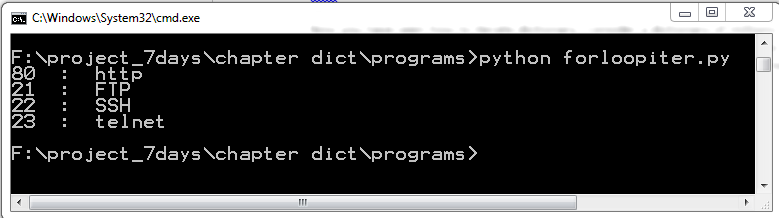 C:\Windows\System32\cmd.exe
F:\project_7days\chapter dict\programs>python forloopiter.py
80  :  http
21  :  FTP
22  :  SSH
23  :  telnet
F:\project_7days\chapter dict\programs>